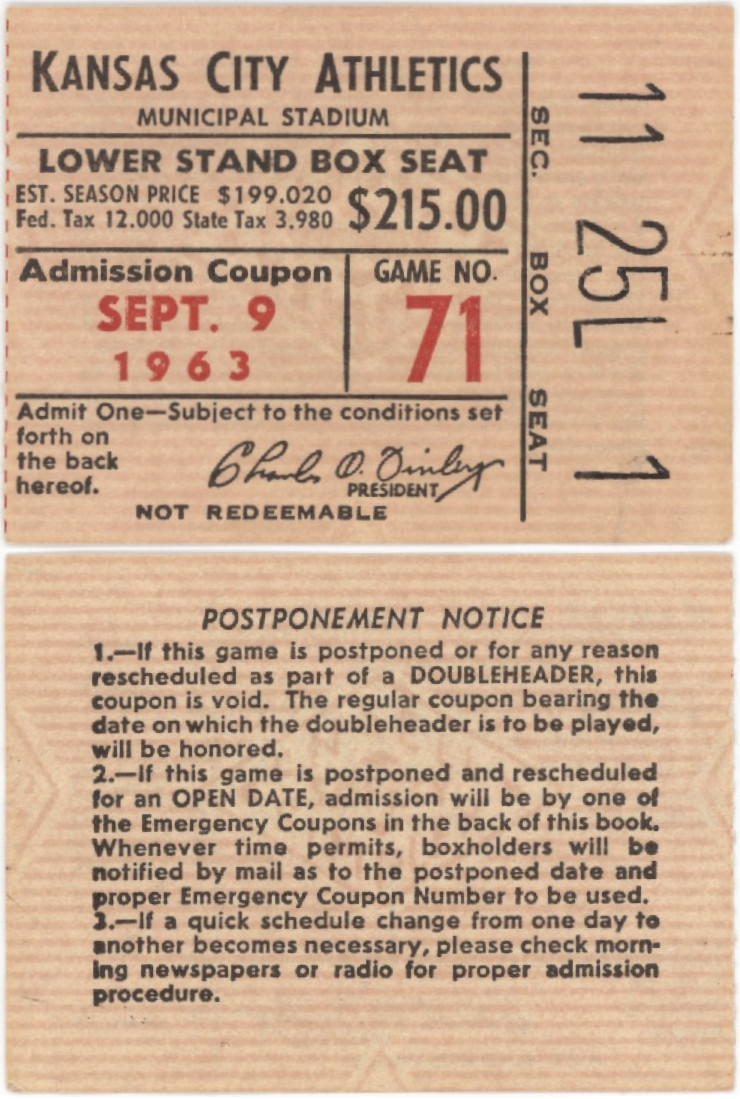 KANSAS CITY ATHLETICS
MUNICIPAL STADIUM
LOWER STAND BOX SEAT
EST. SEASON PRICE $199.020
Fed. Tax 12.000 State Tax 3.980
$215.00
Admission Coupon
SEPT. 9
1963
GAME NO.
71
Admit One—Subject to the conditions set
forth on
the back
hereof.
Charles O. Finley
PRESIDENT
NOT REDEEMABLE
SEC. BOX SEAT
11 25L 1
POSTPONEMENT NOTICE
1.—If this game is postponed or for any reason
rescheduled as part of a DOUBLEHEADER, this
coupon is void. The regular coupon bearing the
date on which the doubleheader is to be played,
will be honored.
2.—If this game is postponed and rescheduled
for an OPEN DATE, admission will be by one of
the Emergency Coupons in the back of this book.
Whenever time permits, boxholders will be
notified by mail as to the postponed date and
proper Emergency Coupon Number to be used.
3.—If a quick schedule change from one day to
another becomes necessary, please check morn-
ing newspapers or radio for proper admission
procedure.